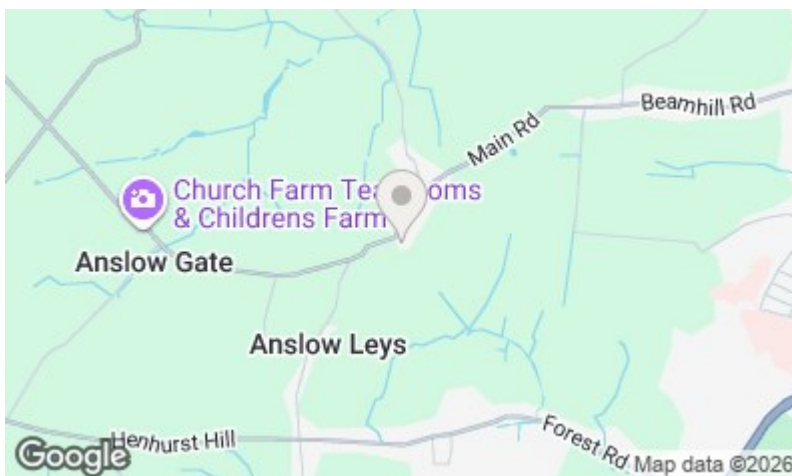 Beamhill Rd
Main Rd
Church Farm Tea ooms
& Childrens Farm
Anslow Gate
Anslow Leys
Henhurst Hill
Forest Rd
Google
Map data ©2026